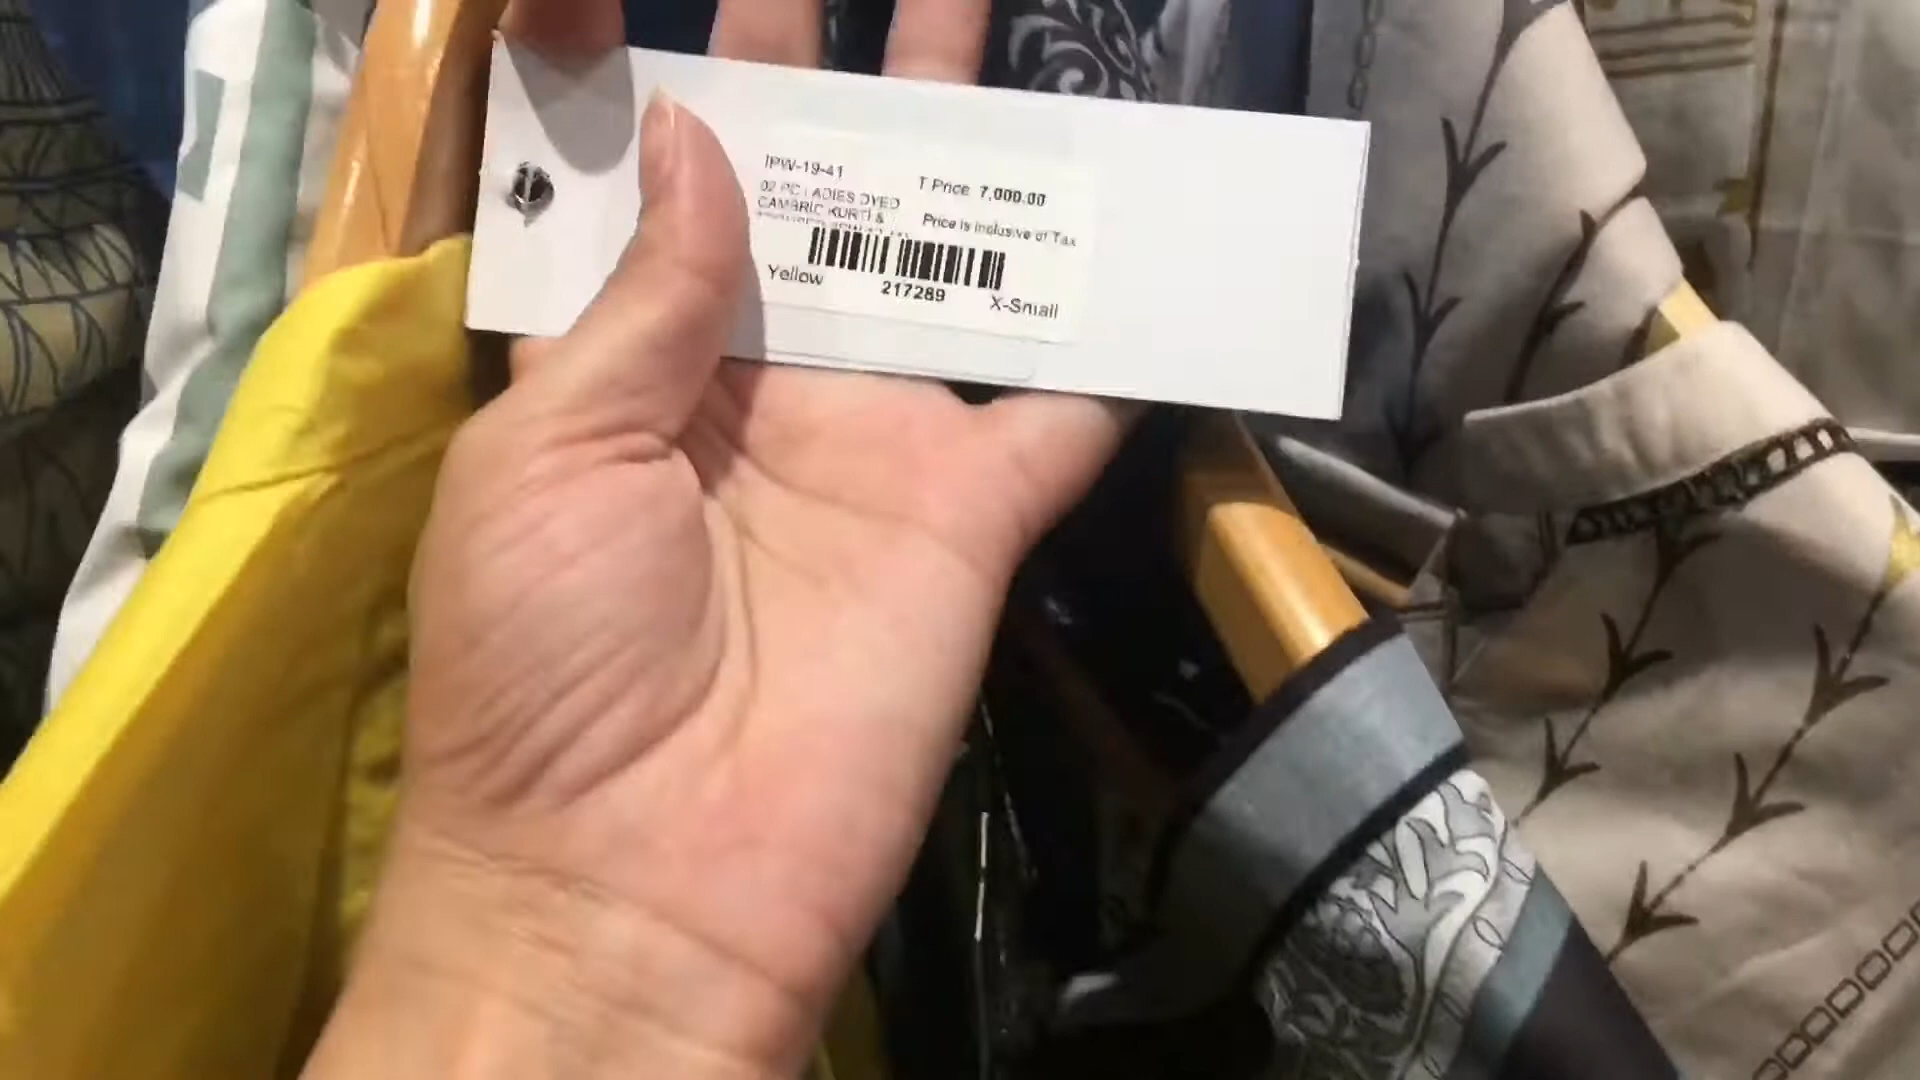 IPW-19-41
T Price 7,000.00
02 PC LADIES DYED
CAMBRIC KURTI &
Price is Inclusive of Tax
Yellow
217289
X-Small